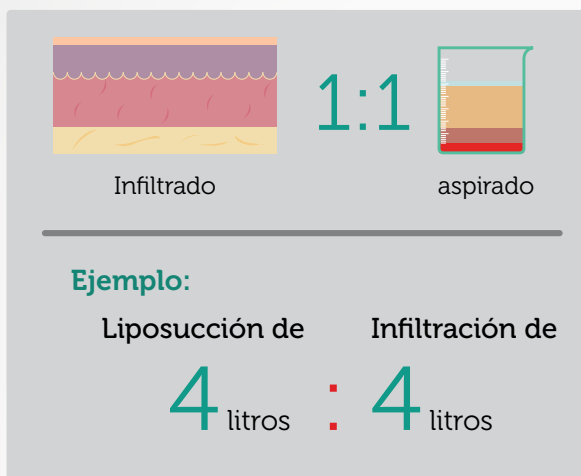 1:1
Infiltrado
aspirado
Ejemplo:
Liposucción de
Infiltración de
4 litros : 4 litros